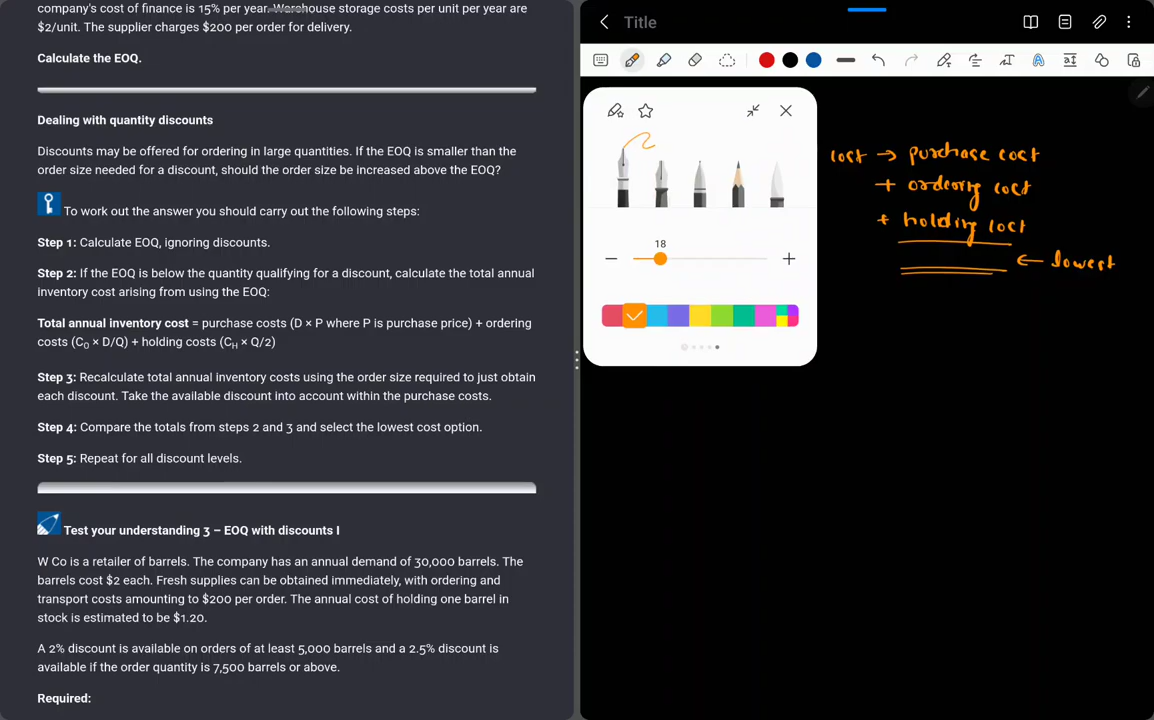 company's cost of finance is 15% per year. Warehouse storage costs per unit per year are
$2/unit. The supplier charges $200 per order for delivery.
Calculate the EOQ.
Dealing with quantity discounts
Discounts may be offered for ordering in large quantities. If the EOQ is smaller than the
order size needed for a discount, should the order size be increased above the EOQ?
To work out the answer you should carry out the following steps:
Step 1: Calculate EOQ, ignoring discounts.
Step 2: If the EOQ is below the quantity qualifying for a discount, calculate the total annual
inventory cost arising from using the EOQ:
Total annual inventory cost = purchase costs (D × P where P is purchase price) + ordering
costs (C₀ × D/Q) + holding costs (C_H × Q/2)
Step 3: Recalculate total annual inventory costs using the order size required to just obtain
each discount. Take the available discount into account within the purchase costs.
Step 4: Compare the totals from steps 2 and 3 and select the lowest cost option.
Step 5: Repeat for all discount levels.
Test your understanding 3 – EOQ with discounts I
W Co is a retailer of barrels. The company has an annual demand of 30,000 barrels. The
barrels cost $2 each. Fresh supplies can be obtained immediately, with ordering and
transport costs amounting to $200 per order. The annual cost of holding one barrel in
stock is estimated to be $1.20.
A 2% discount is available on orders of at least 5,000 barrels and a 2.5% discount is
available if the order quantity is 7,500 barrels or above.
Required:
Title
18
cost → purchase cost
+ ordering cost
+ holding cost
← lowest